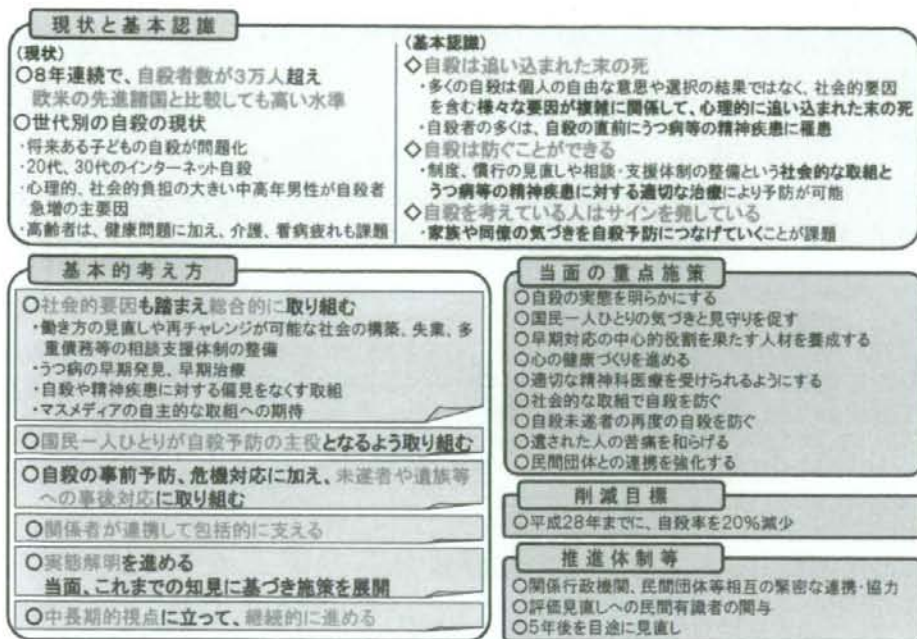 現状と基本認識
(現状)
〇8年連続で、自殺者数が3万人超え
欧米の先進諸国と比較しても高い水準
〇世代別の自殺の現状
・将来ある子どもの自殺が問題化
・20代、30代のインターネット自殺
・心理的、社会的負担の大きい中高年男性が自殺者
急増の主要因
・高齢者は、健康問題に加え、介護、看病疲れも課題
(基本認識)
◇自殺は追い込まれた末の死
・多くの自殺は個人の自由な意思や選択の結果ではなく、社会的要因
を含む様々な要因が複雑に関係して、心理的に追い込まれた末の死
・自殺者の多くは、自殺の直前にうつ病等の精神疾患に罹患
◇自殺は防ぐことができる
・制度、慣行の見直しや相談・支援体制の整備という社会的な取組と
うつ病等の精神疾患に対する適切な治療により予防が可能
◇自殺を考えている人はサインを発している
・家族や同僚の気づきを自殺予防につなげていくことが課題
基本的考え方
〇社会的要因も踏まえ総合的に取り組む
・働き方の見直しや再チャレンジが可能な社会の構築、失業、多
重債務等の相談支援体制の整備
・うつ病の早期発見、早期治療
・自殺や精神疾患に対する偏見をなくす取組
・マスメディアの自主的な取組への期待
〇国民一人ひとりが自殺予防の主役となるよう取り組む
〇自殺の事前予防、危機対応に加え、未遂者や遺族等
への事後対応に取り組む
〇関係者が連携して包括的に支える
〇実態解明を進める
当面、これまでの知見に基づき施策を展開
〇中長期的視点に立って、継続的に進める
当面の重点施策
〇自殺の実態を明らかにする
〇国民一人ひとりの気づきと見守りを促す
〇早期対応の中心的役割を果たす人材を養成する
〇心の健康づくりを進める
〇適切な精神科医療を受けられるようにする
〇社会的な取組で自殺を防ぐ
〇自殺未遂者の再度の自殺を防ぐ
〇遺された人の苦痛を和らげる
〇民間団体との連携を強化する
削減目標
〇平成28年までに、自殺率を20%減少
推進体制等
〇関係行政機関、民間団体等相互の緊密な連携・協力
〇評価見直しへの民間有識者の関与
〇5年後を目途に見直し